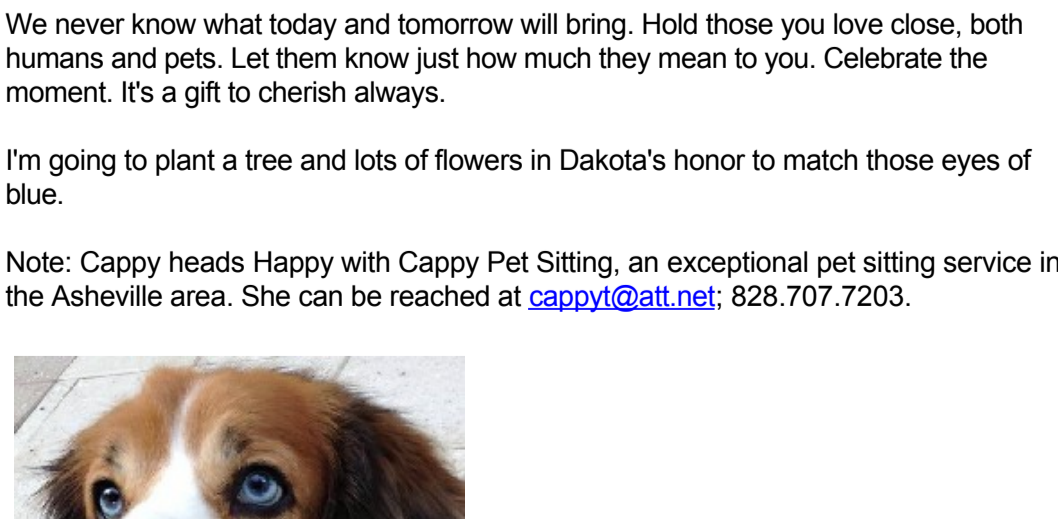 We never know what today and tomorrow will bring. Hold those you love close, both
humans and pets. Let them know just how much they mean to you. Celebrate the
moment. It's a gift to cherish always.
I'm going to plant a tree and lots of flowers in Dakota's honor to match those eyes of
blue.
Note: Cappy heads Happy with Cappy Pet Sitting, an exceptional pet sitting service in
the Asheville area. She can be reached at cappyt@att.net; 828.707.7203.